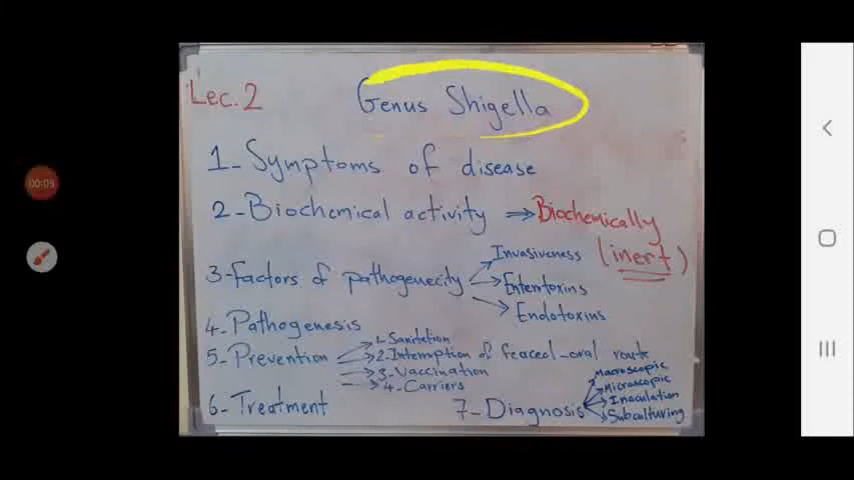 Lec.2
Genus Shigella
1- Symptoms of disease
2- Biochemical activity ⇒ Biochemically
(inert)
3- factors of pathogenecity
Invasiveness
Enterotoxins
Endotoxins
4- Pathogenesis
5- Prevention
1- Sanitation
2- Interruption of feaceal-oral route
3- Vaccination
4- Carriers
6- Treatment
7- Diagnosis
Macroscopic
Microscopic
Inoculation
Subculturing
00:09